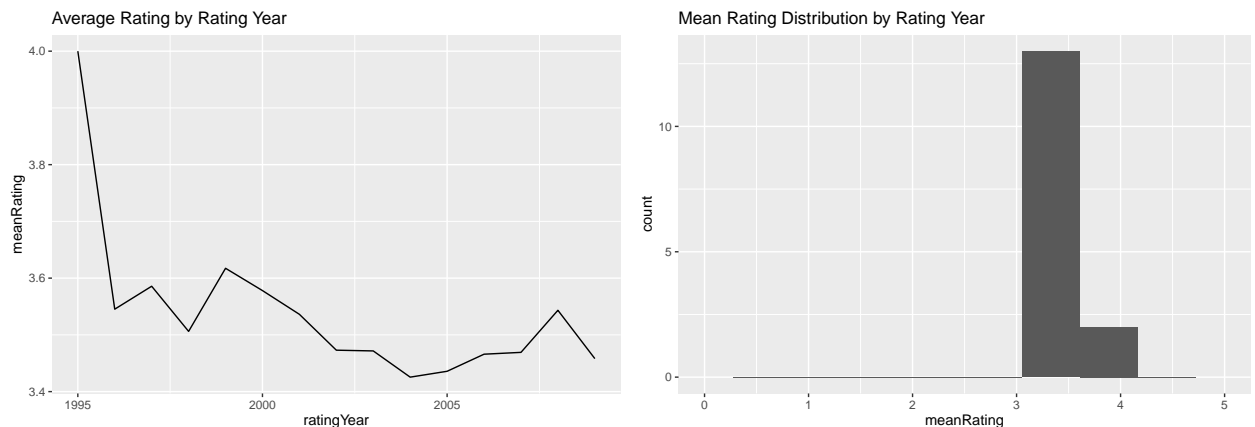 Average Rating by Rating Year
4.0
3.8
3.6
3.4
meanRating
1995
2000
2005
ratingYear
Mean Rating Distribution by Rating Year
10
5
0
count
0
1
2
3
4
5
meanRating